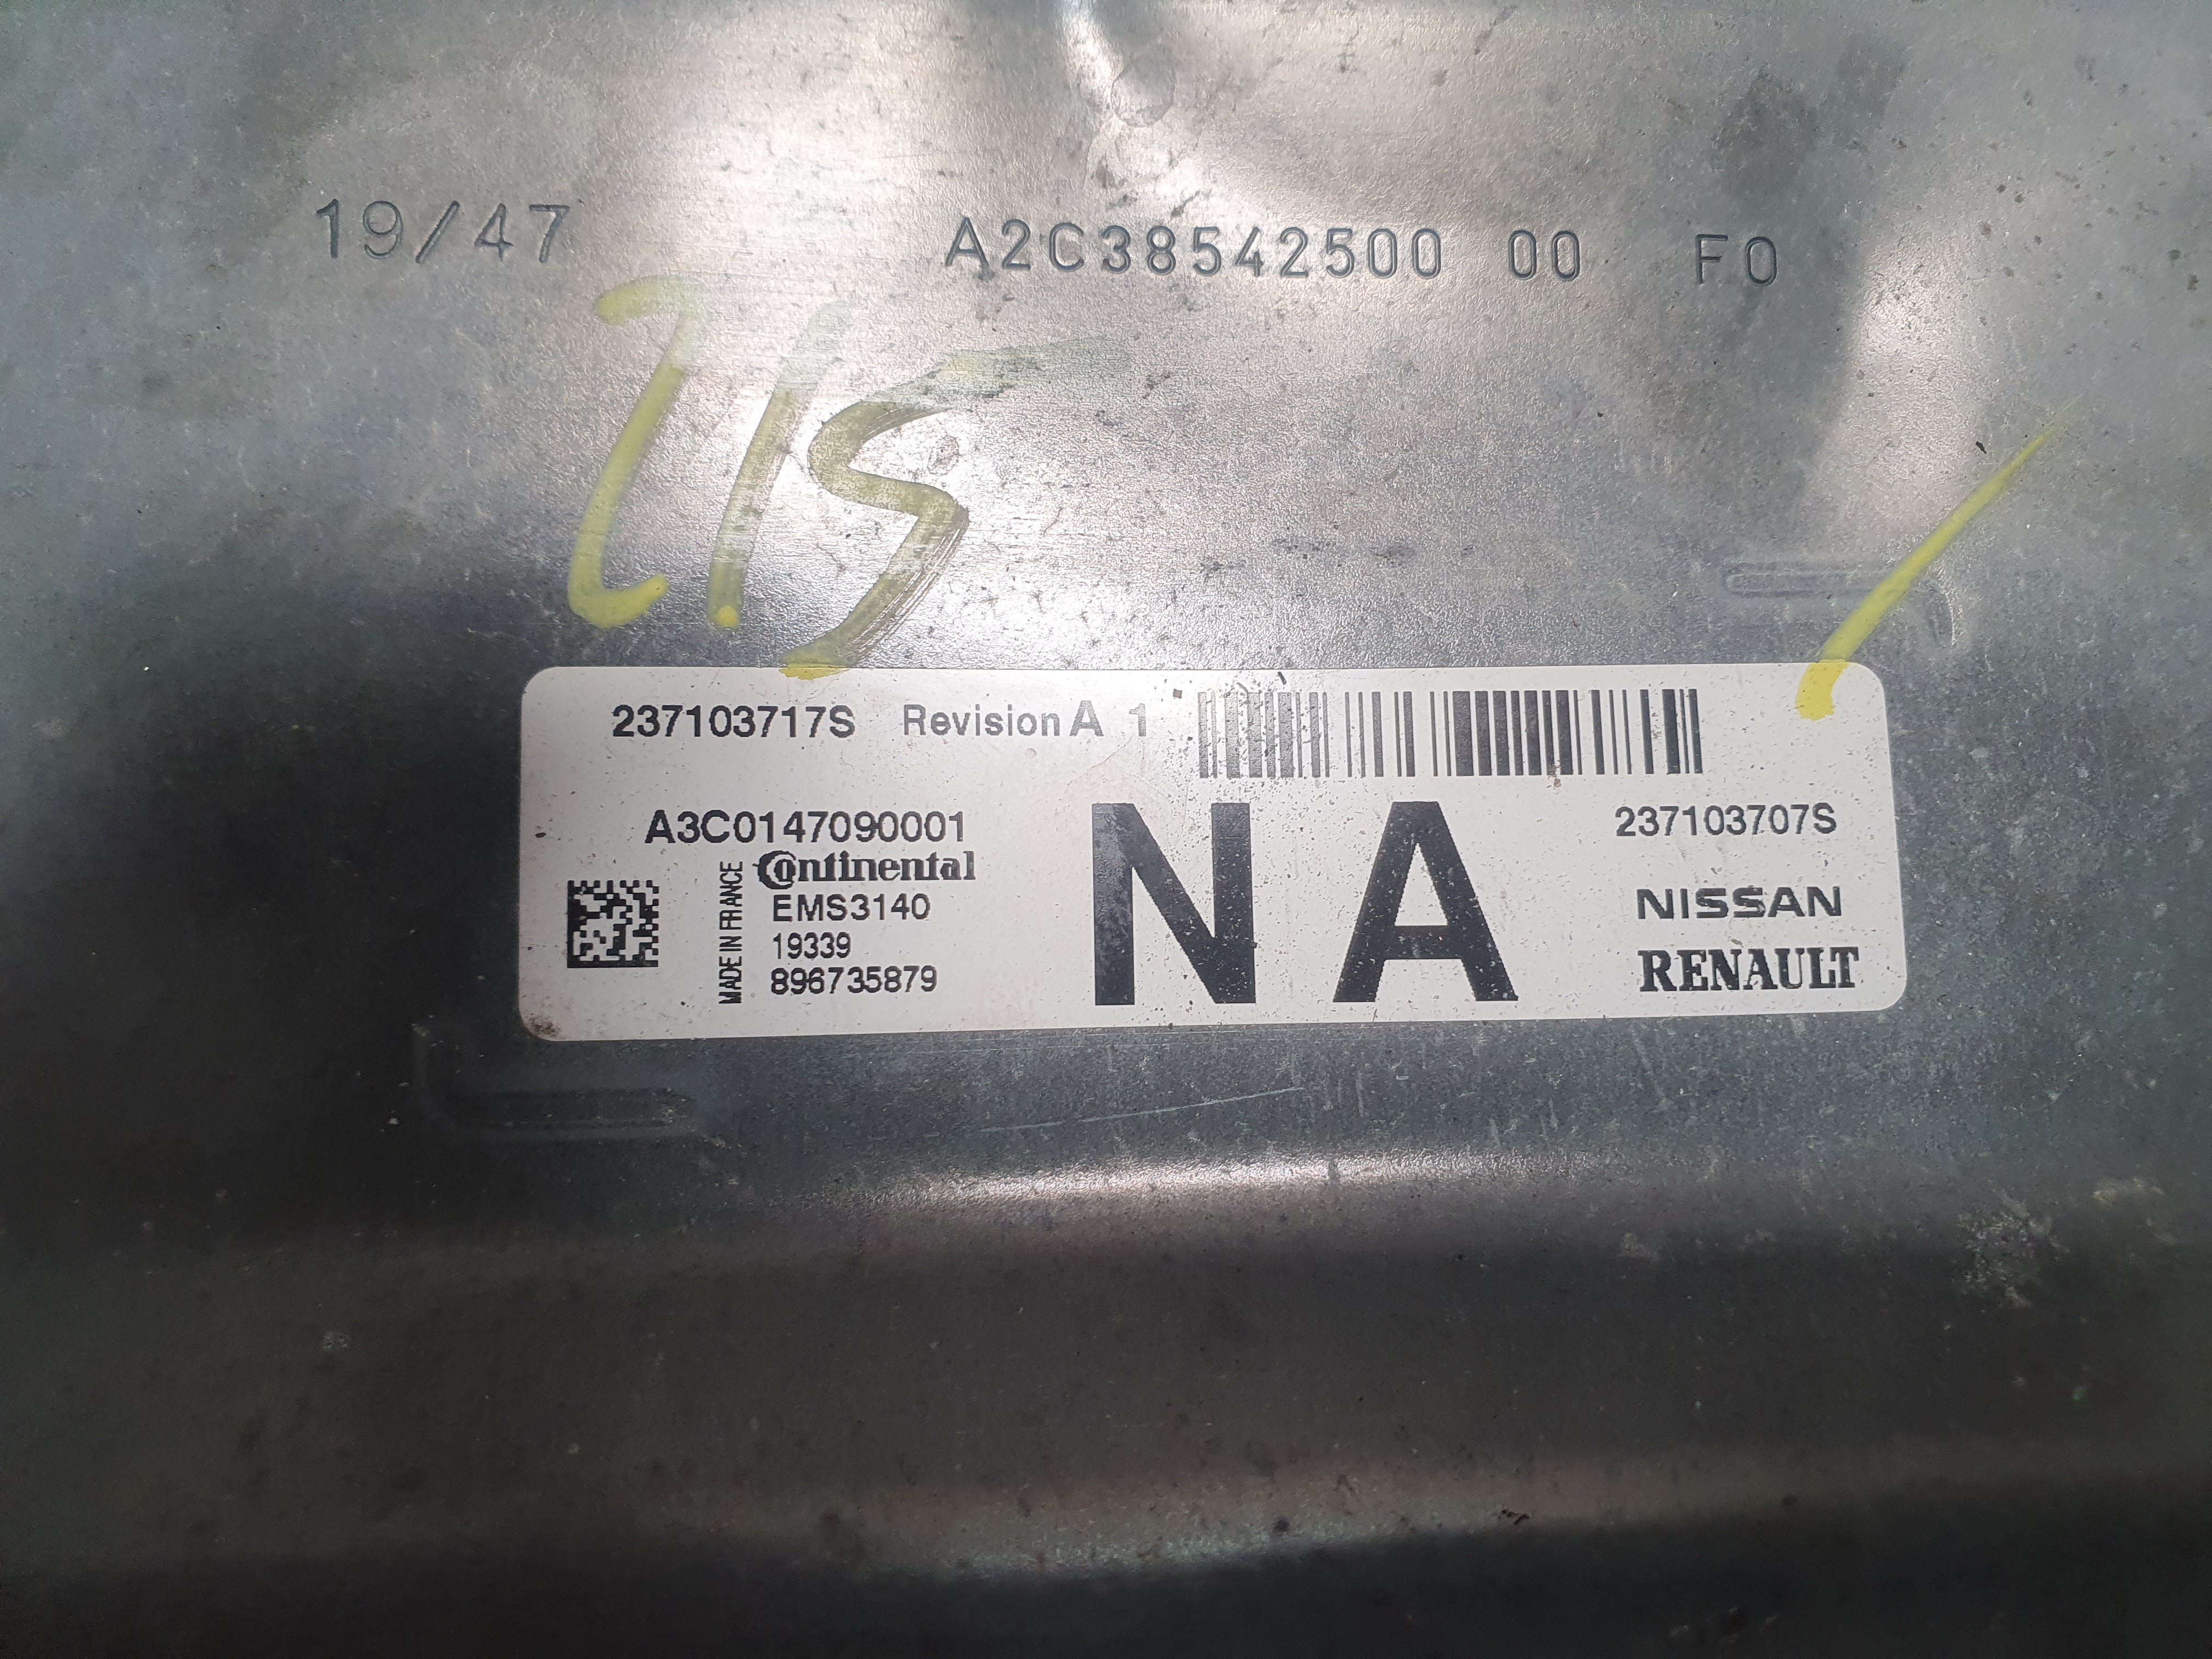 19/47 A2C38542500 00 F0
237103717S Revision A 1
A3C0147090001
Continental
EMS3140
19339
896735879
MADE IN FRANCE
NA
237103707S
NISSAN
RENAULT